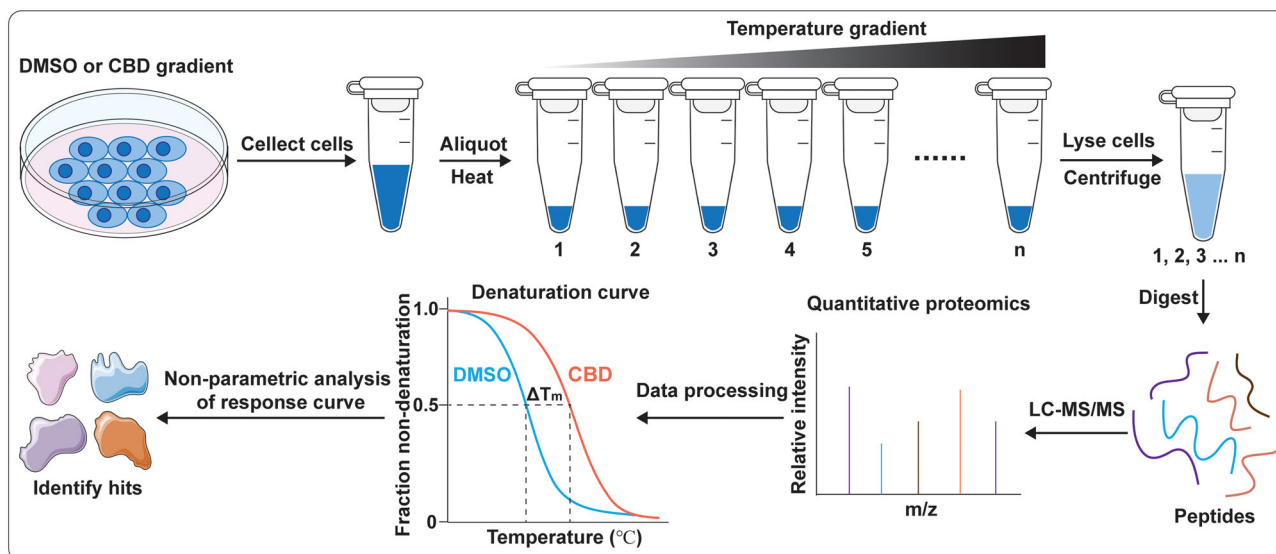 Temperature gradient
DMSO or CBD gradient
Cellect cells
Aliquot
Heat
Lyse cells
Centrifuge
1
2
3
4
5
......
n
1, 2, 3 ... n
Digest
Peptides
LC-MS/MS
Quantitative proteomics
Relative intensity
m/z
Data processing
Denaturation curve
Fraction non-denaturation
1.0
0.5
0
DMSO
CBD
ΔTm
Temperature (℃)
Non-parametric analysis
of response curve
Identify hits